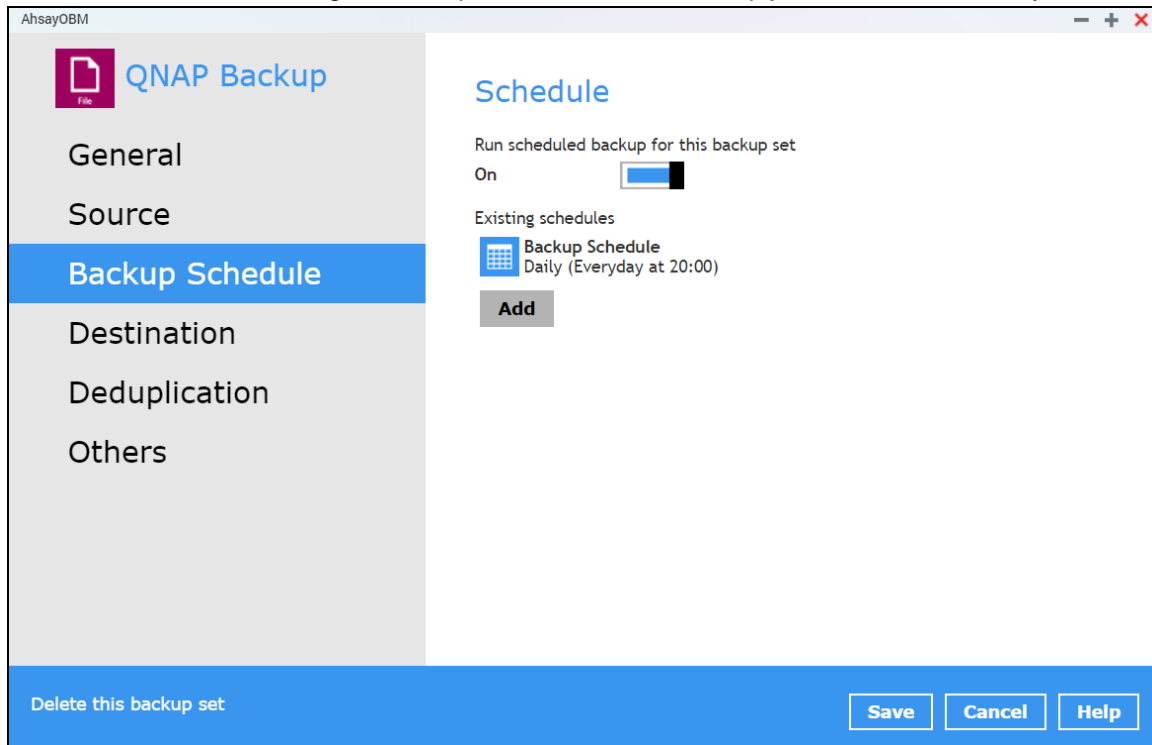 AhsayOBM
File
QNAP Backup
General
Source
Backup Schedule
Destination
Deduplication
Others
Schedule
Run scheduled backup for this backup set
On
Existing schedules
Backup Schedule
Daily (Everyday at 20:00)
Add
Delete this backup set
Save Cancel Help